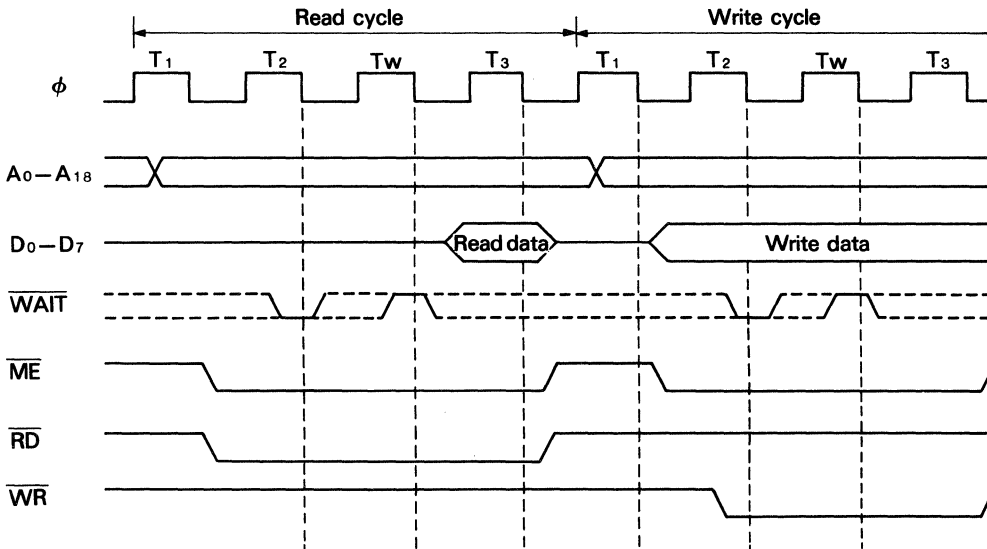 Read cycle Write cycle
T1 T2 TW T3 T1 T2 TW T3
φ
A0—A18
D0—D7 Read data Write data
WAIT
ME
RD
WR